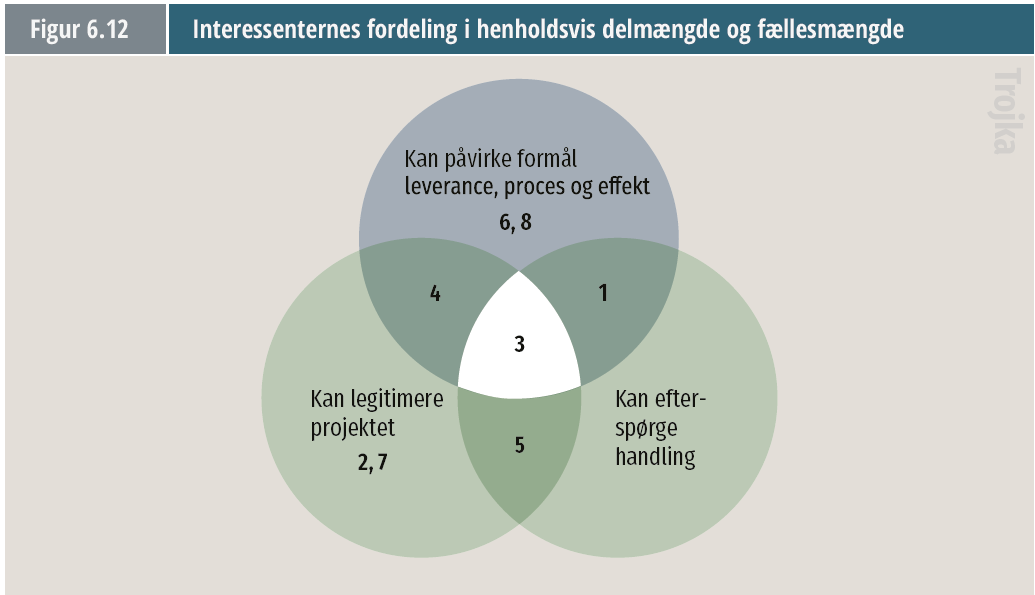 Figur 6.12
Interessenternes fordeling i henholdsvis delmængde og fællesmængde
Trojka
Kan påvirke formål
leverance, proces og effekt
6, 8
4
1
3
Kan legitimere
projektet
2, 7
Kan efter-
spørge
handling
5